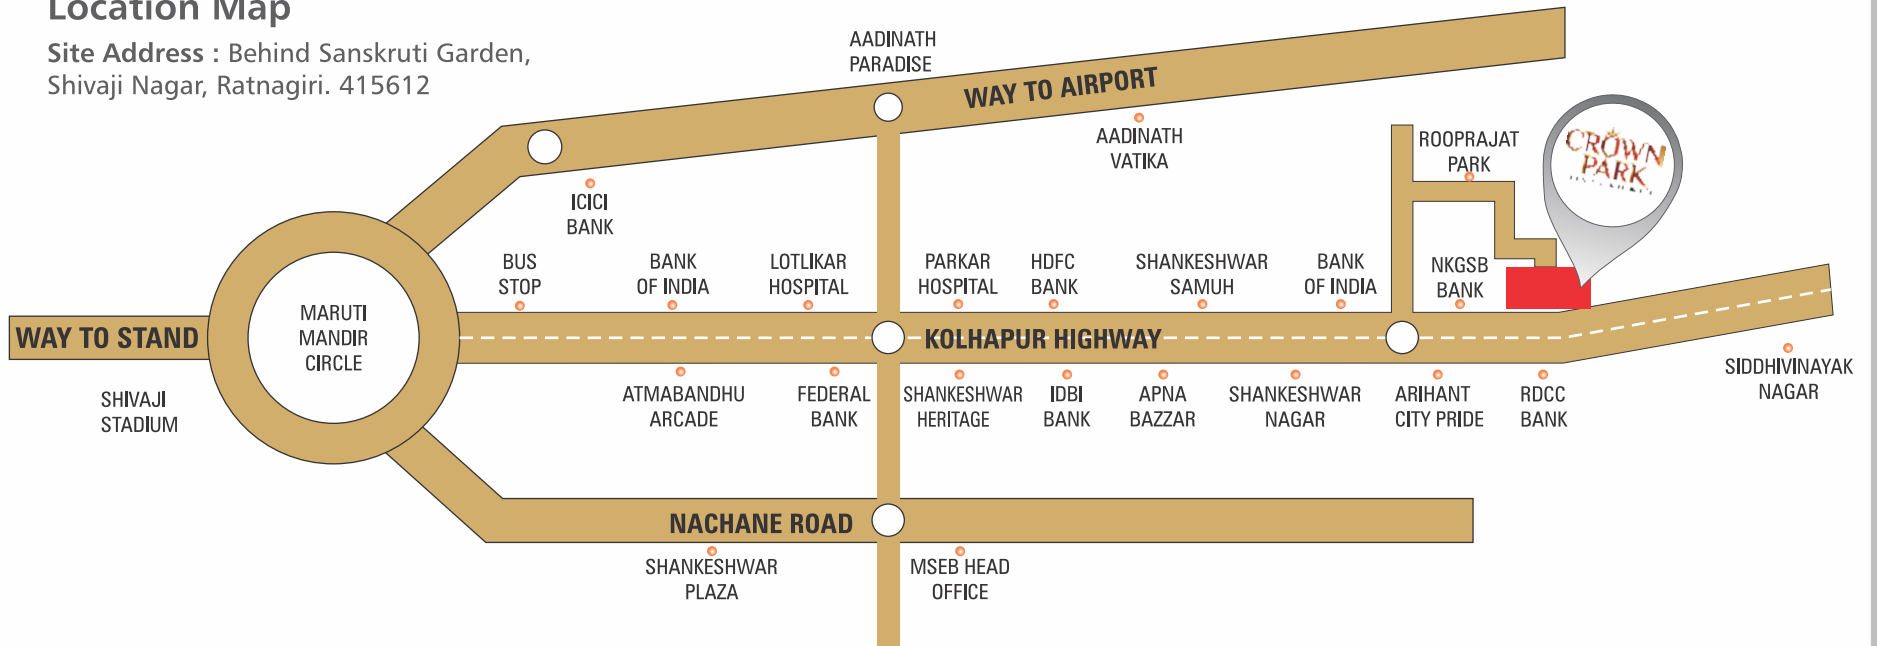 Location Map
Site Address : Behind Sanskruti Garden,
Shivaji Nagar, Ratnagiri. 415612
AADINATH
PARADISE
WAY TO AIRPORT
AADINATH
VATIKA
ROOPRAJAT
PARK
CROWN
PARK
ICICI
BANK
BUS
STOP
BANK
OF INDIA
LOTLIKAR
HOSPITAL
PARKAR
HOSPITAL
HDFC
BANK
SHANKESHWAR
SAMUH
BANK
OF INDIA
NKGSB
BANK
MARUTI
MANDIR
CIRCLE
WAY TO STAND
KOLHAPUR HIGHWAY
SHIVAJI
STADIUM
ATMABANDHU
ARCADE
FEDERAL
BANK
SHANKESHWAR
HERITAGE
IDBI
BANK
APNA
BAZZAR
SHANKESHWAR
NAGAR
ARIHANT
CITY PRIDE
RDCC
BANK
SIDDHIVINAYAK
NAGAR
NACHANE ROAD
SHANKESHWAR
PLAZA
MSEB HEAD
OFFICE